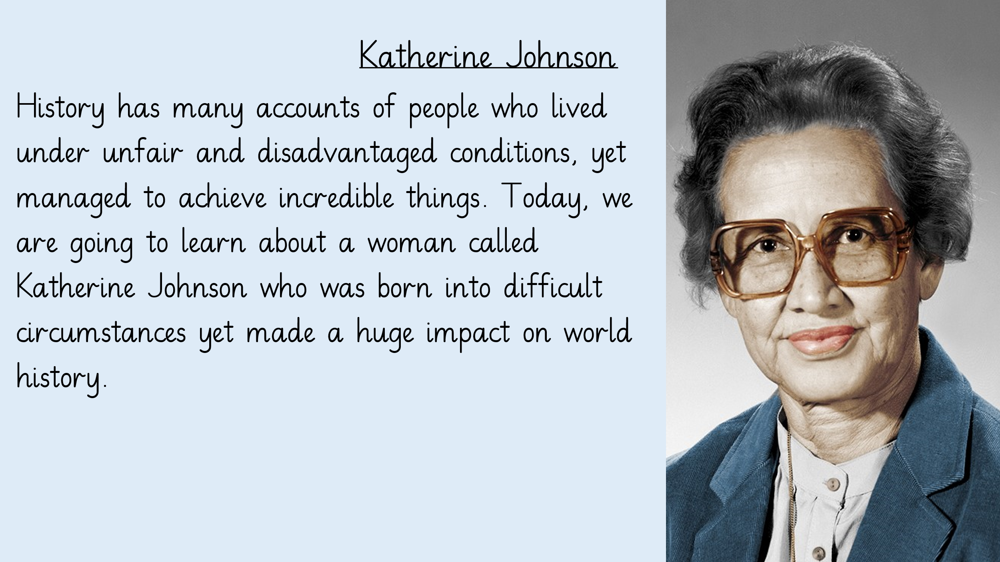 Katherine Johnson
History has many accounts of people who lived
under unfair and disadvantaged conditions, yet
managed to achieve incredible things. Today, we
are going to learn about a woman called
Katherine Johnson who was born into difficult
circumstances yet made a huge impact on world
history.